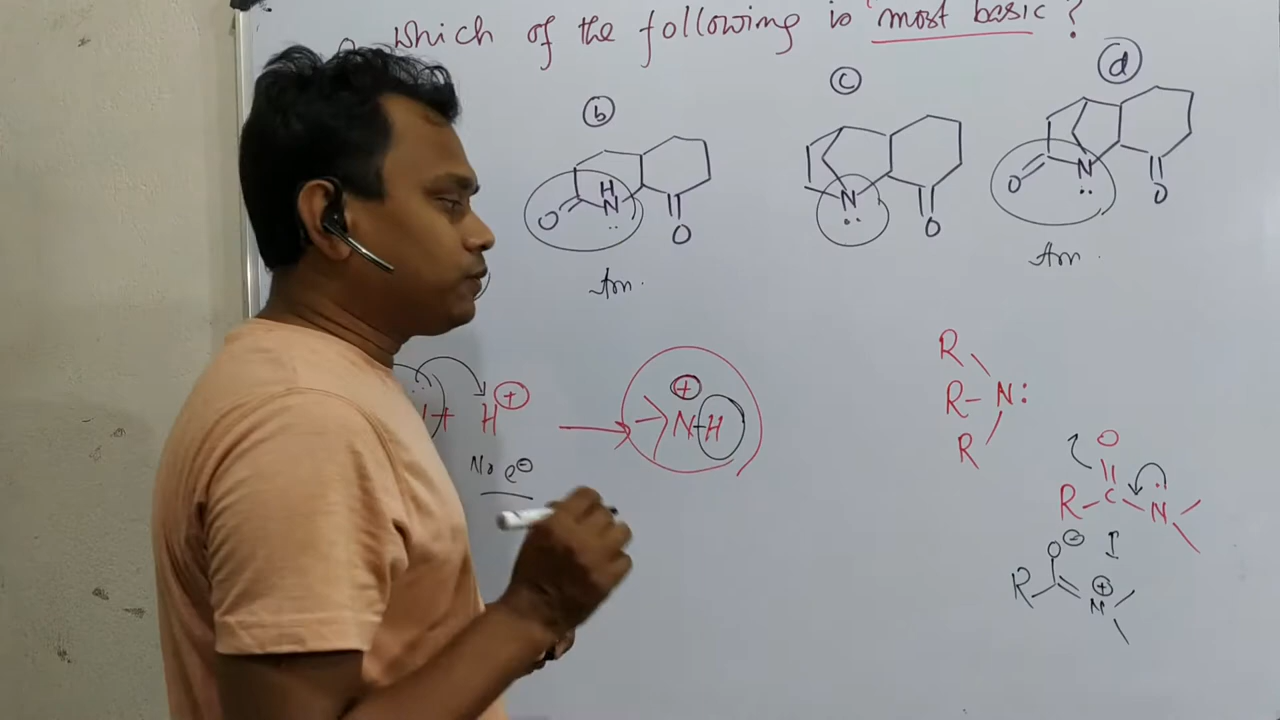 Which of the following is most basic?
b
c
d
O H N :
O
N :
O
O N :
O
Am.
Am.
+ H ⊕
No e⊖
⊕
N-H
R
R-N:
R
O
R-C-N
O⊖
R ⊕
N